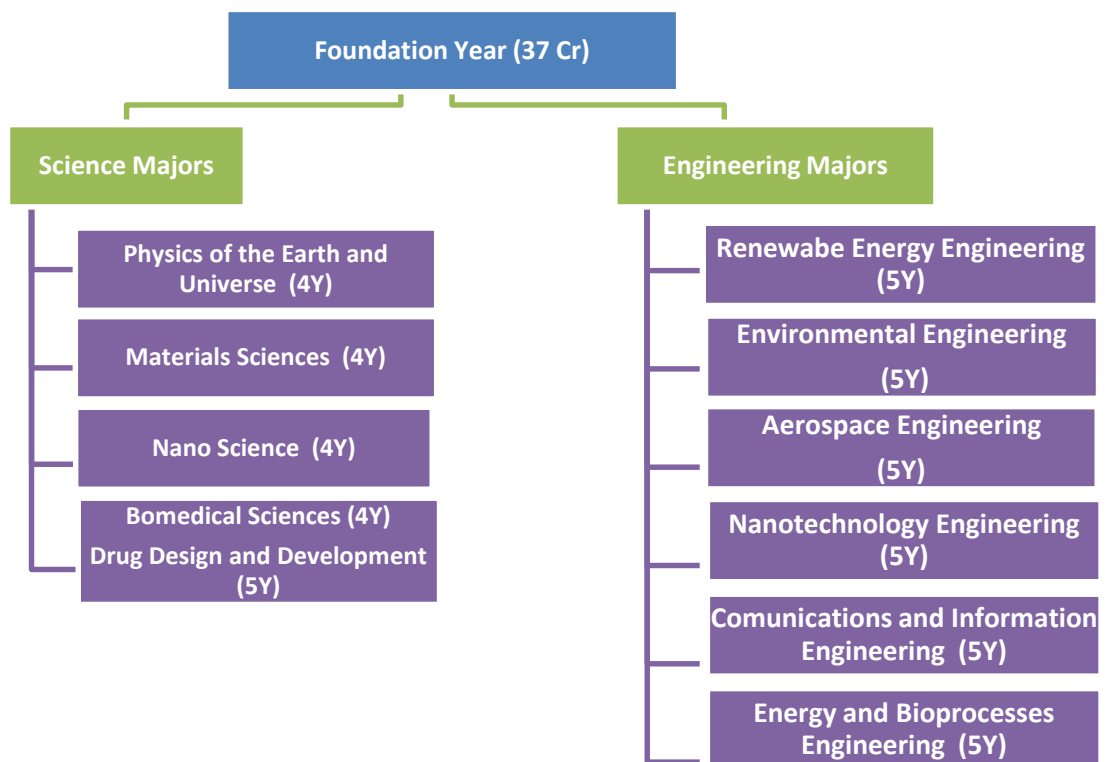 Foundation Year (37 Cr)
Science Majors
Physics of the Earth and
Universe (4Y)
Materials Sciences (4Y)
Nano Science (4Y)
Bomedical Sciences (4Y)
Drug Design and Development
(5Y)
Engineering Majors
Renewabe Energy Engineering
(5Y)
Environmental Engineering
(5Y)
Aerospace Engineering
(5Y)
Nanotechnology Engineering
(5Y)
Comunications and Information
Engineering (5Y)
Energy and Bioprocesses
Engineering (5Y)